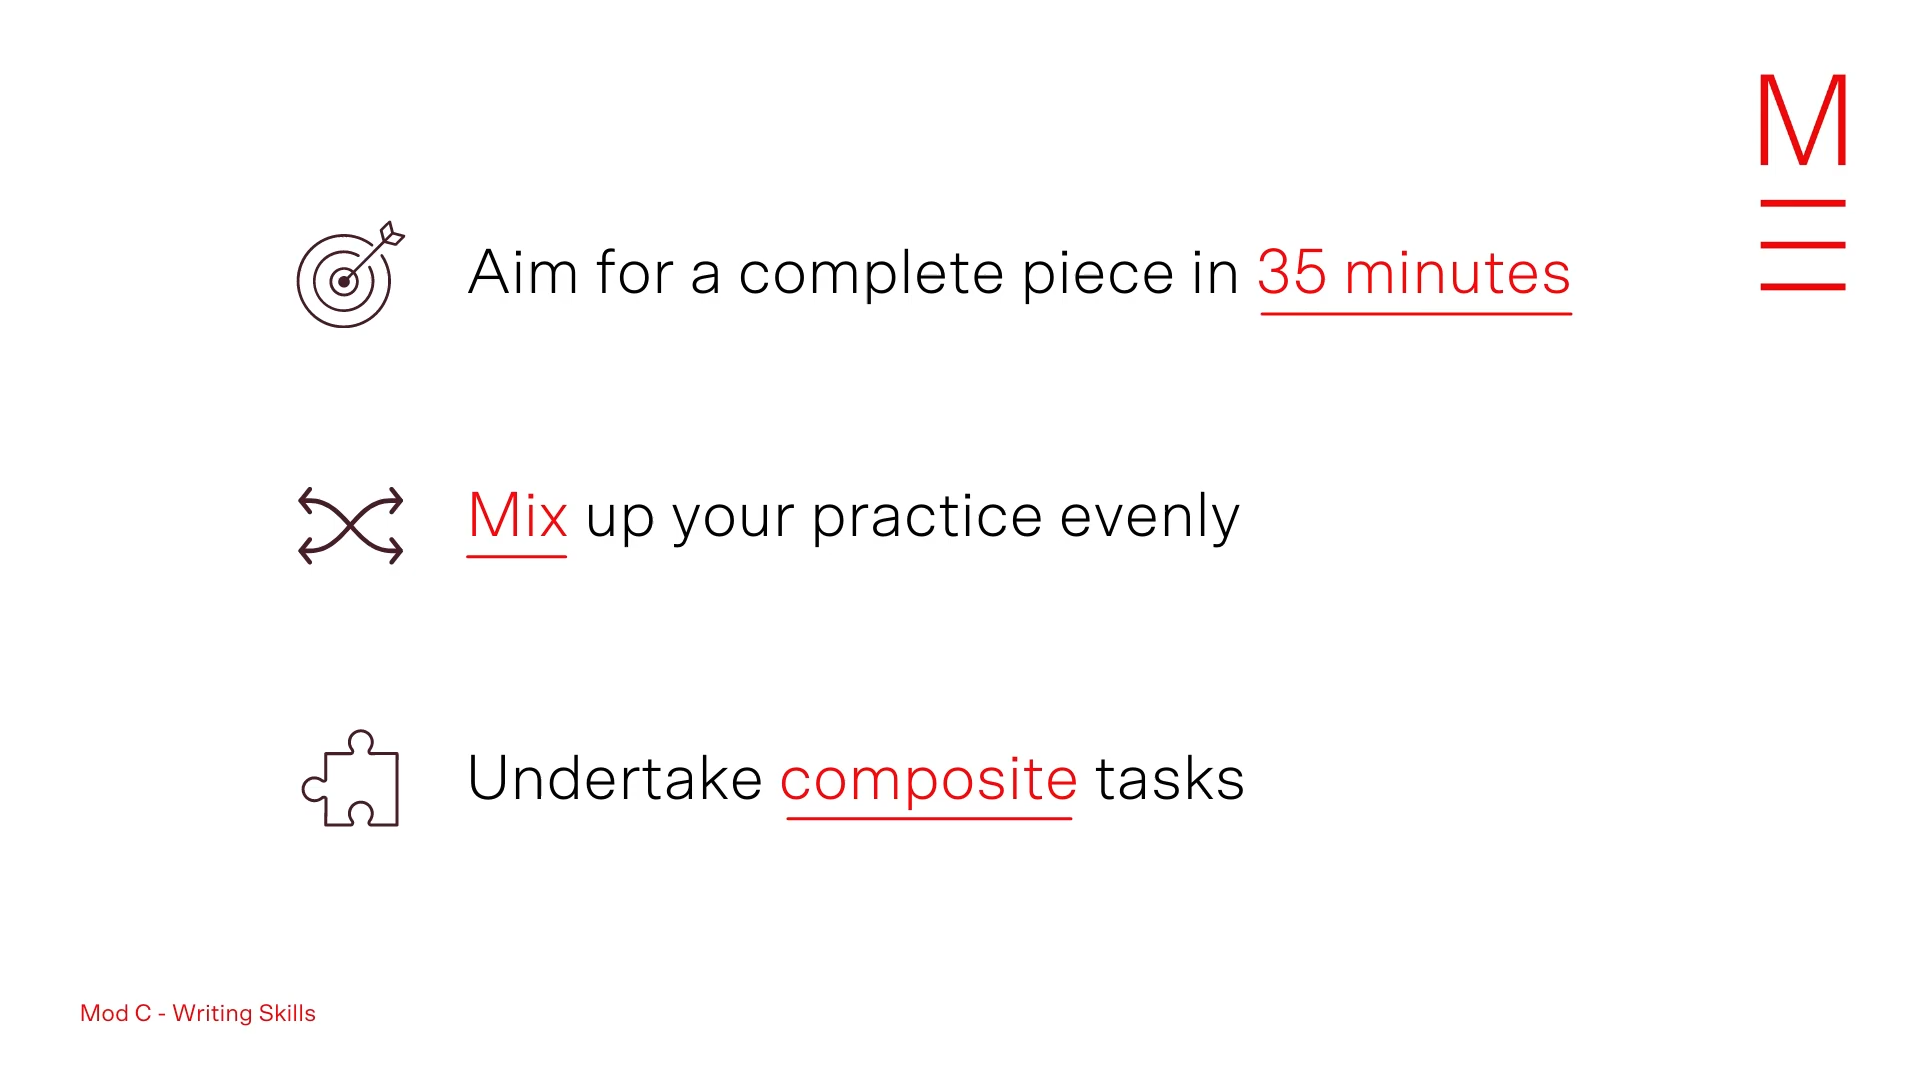 M
Aim for a complete piece in 35 minutes
Mix up your practice evenly
Undertake composite tasks
Mod C - Writing Skills